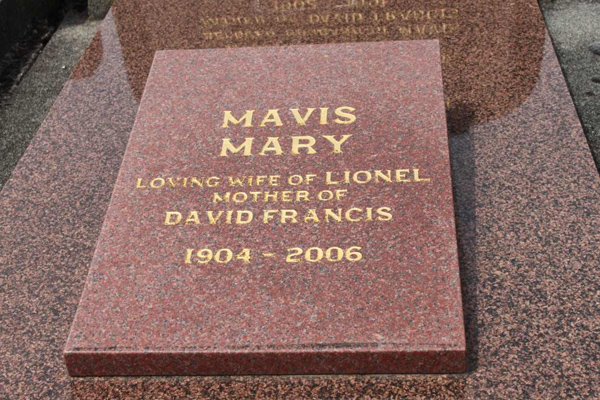 MAVIS
MARY
LOVING WIFE OF LIONEL
MOTHER OF
DAVID FRANCIS
1904 - 2006